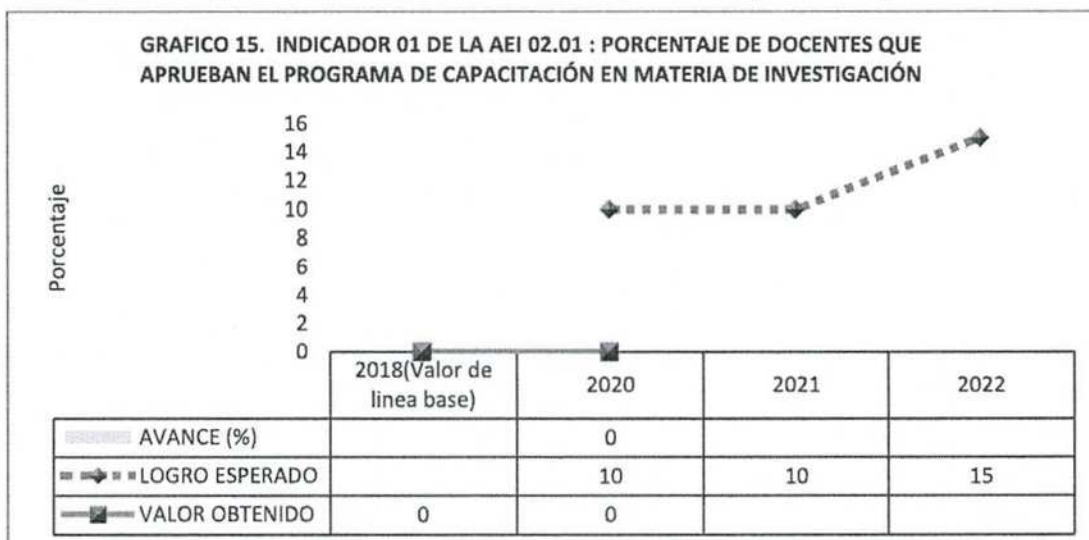 GRAFICO 15. INDICADOR 01 DE LA AEI 02.01 : PORCENTAJE DE DOCENTES QUE
APRUEBAN EL PROGRAMA DE CAPACITACIÓN EN MATERIA DE INVESTIGACIÓN
Porcentaje
16
14
12
10
8
6
4
2
0
2018(Valor de
linea base)
2020
2021
2022
AVANCE (%)
0
LOGRO ESPERADO
10
10
15
VALOR OBTENIDO
0
0